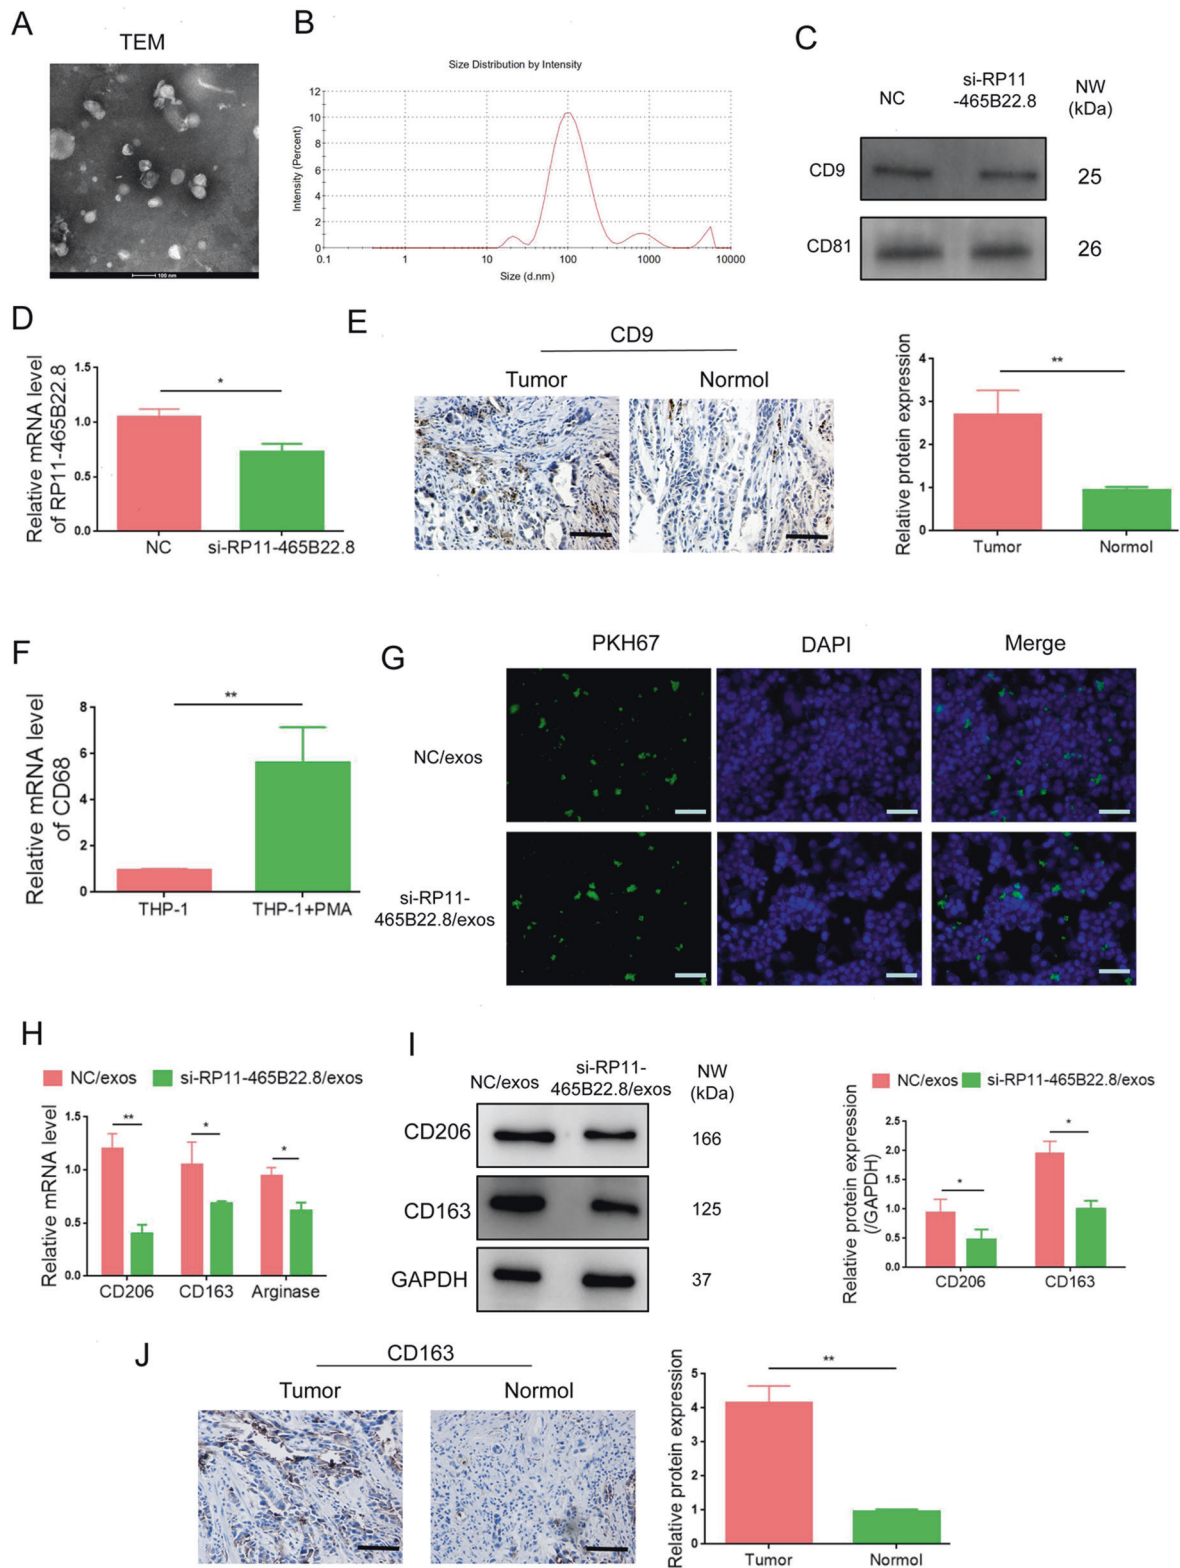 A
TEM
100 nm
B
Size Distribution by Intensity
Intensity (Percent)
12
10
8
6
4
2
0
0.1 1 10 100 1000 10000
Size (d.nm)
C
NC
si-RP11
-465B22.8
NW
(kDa)
CD9
25
CD81
26
D
Relative mRNA level
of RP11-465B22.8
1.5
1.0
0.5
0.0
*
NC si-RP11-465B22.8
E
CD9
Tumor Normol
Relative protein expression
4
3
2
1
0
**
Tumor Normol
F
Relative mRNA level
of CD68
8
6
4
2
0
**
THP-1 THP-1+PMA
G
PKH67 DAPI Merge
NC/exos
si-RP11-
465B22.8/exos
H
NC/exos si-RP11-465B22.8/exos
Relative mRNA level
1.5
1.0
0.5
0.0
** * *
CD206 CD163 Arginase
I
NC/exos
si-RP11-
465B22.8/exos
NW
(kDa)
CD206
166
CD163
125
GAPDH
37
NC/exos si-RP11-465B22.8/exos
Relative protein expression
(/GAPDH)
2.5
2.0
1.5
1.0
0.5
0.0
* *
CD206 CD163
J
CD163
Tumor Normol
Relative protein expression
5
4
3
2
1
0
**
Tumor Normol